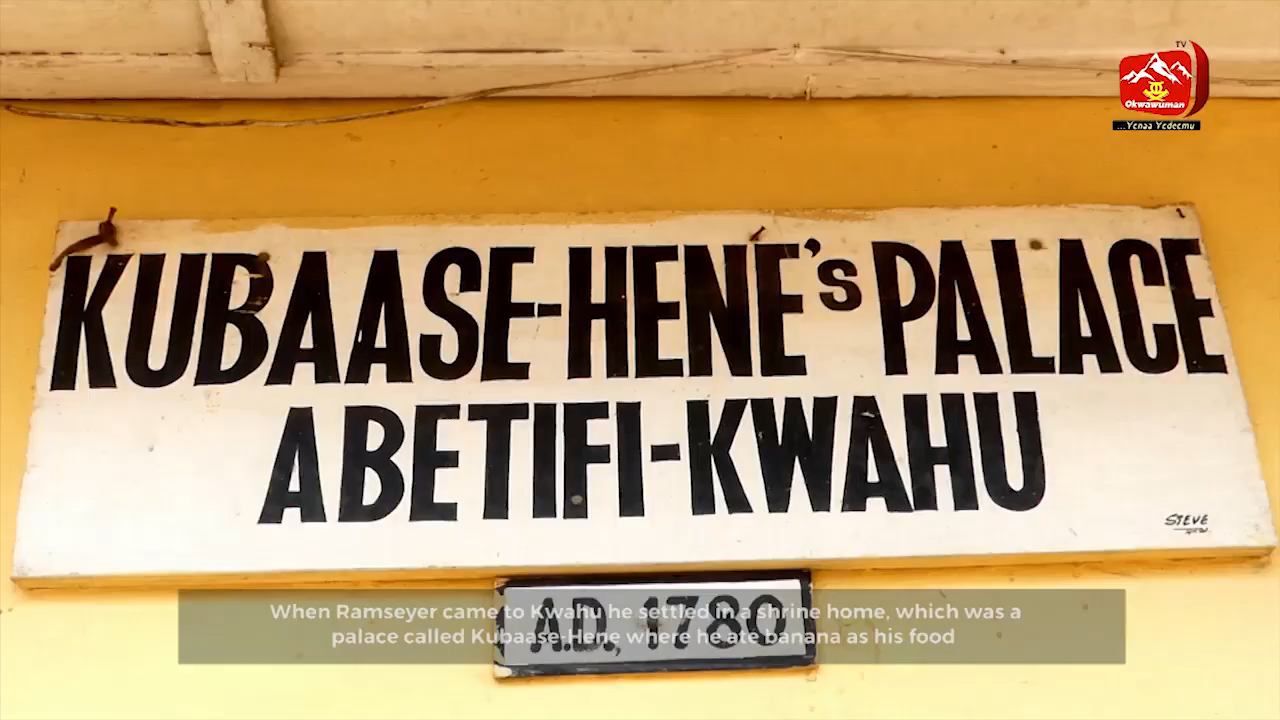 TV
Okwawuman
...Yɛnaa Yɛdeɛmu
KUBAASE-HENE's PALACE
ABETIFI-KWAHU
STEVE
A.D. 1780
When Ramseyer came to Kwahu he settled in a shrine home, which was a
palace called Kubaase-Hene where he ate banana as his food